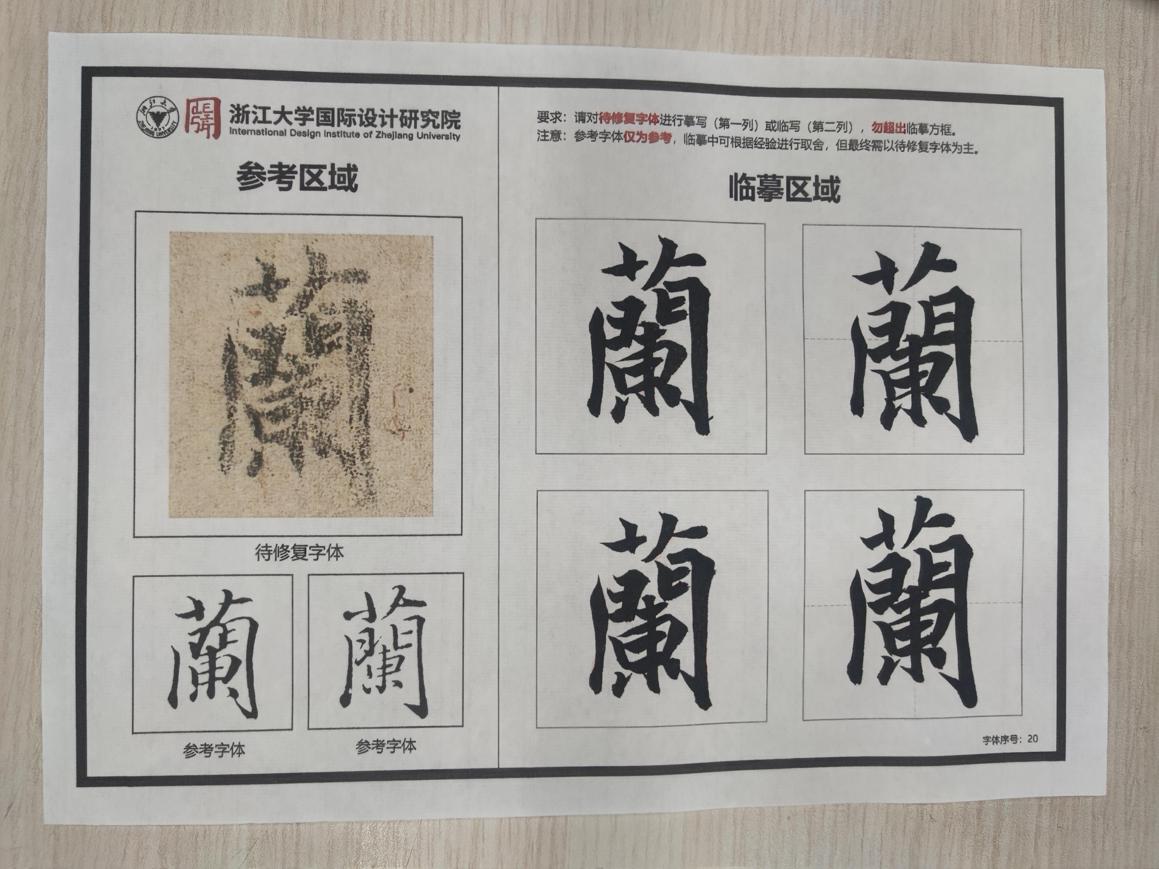 浙江大学国际设计研究院
International Design Institute of Zhejiang University
参考区域
蘭
待修复字体
蘭
蘭
参考字体
参考字体
要求：请对待修复字体进行摹写（第一列）或临写（第二列），勿超出临摹方框。
注意：参考字体仅为参考，临摹中可根据经验进行取舍，但最终需以待修复字体为主。
临摹区域
蘭
蘭
蘭
蘭
字体序号：20